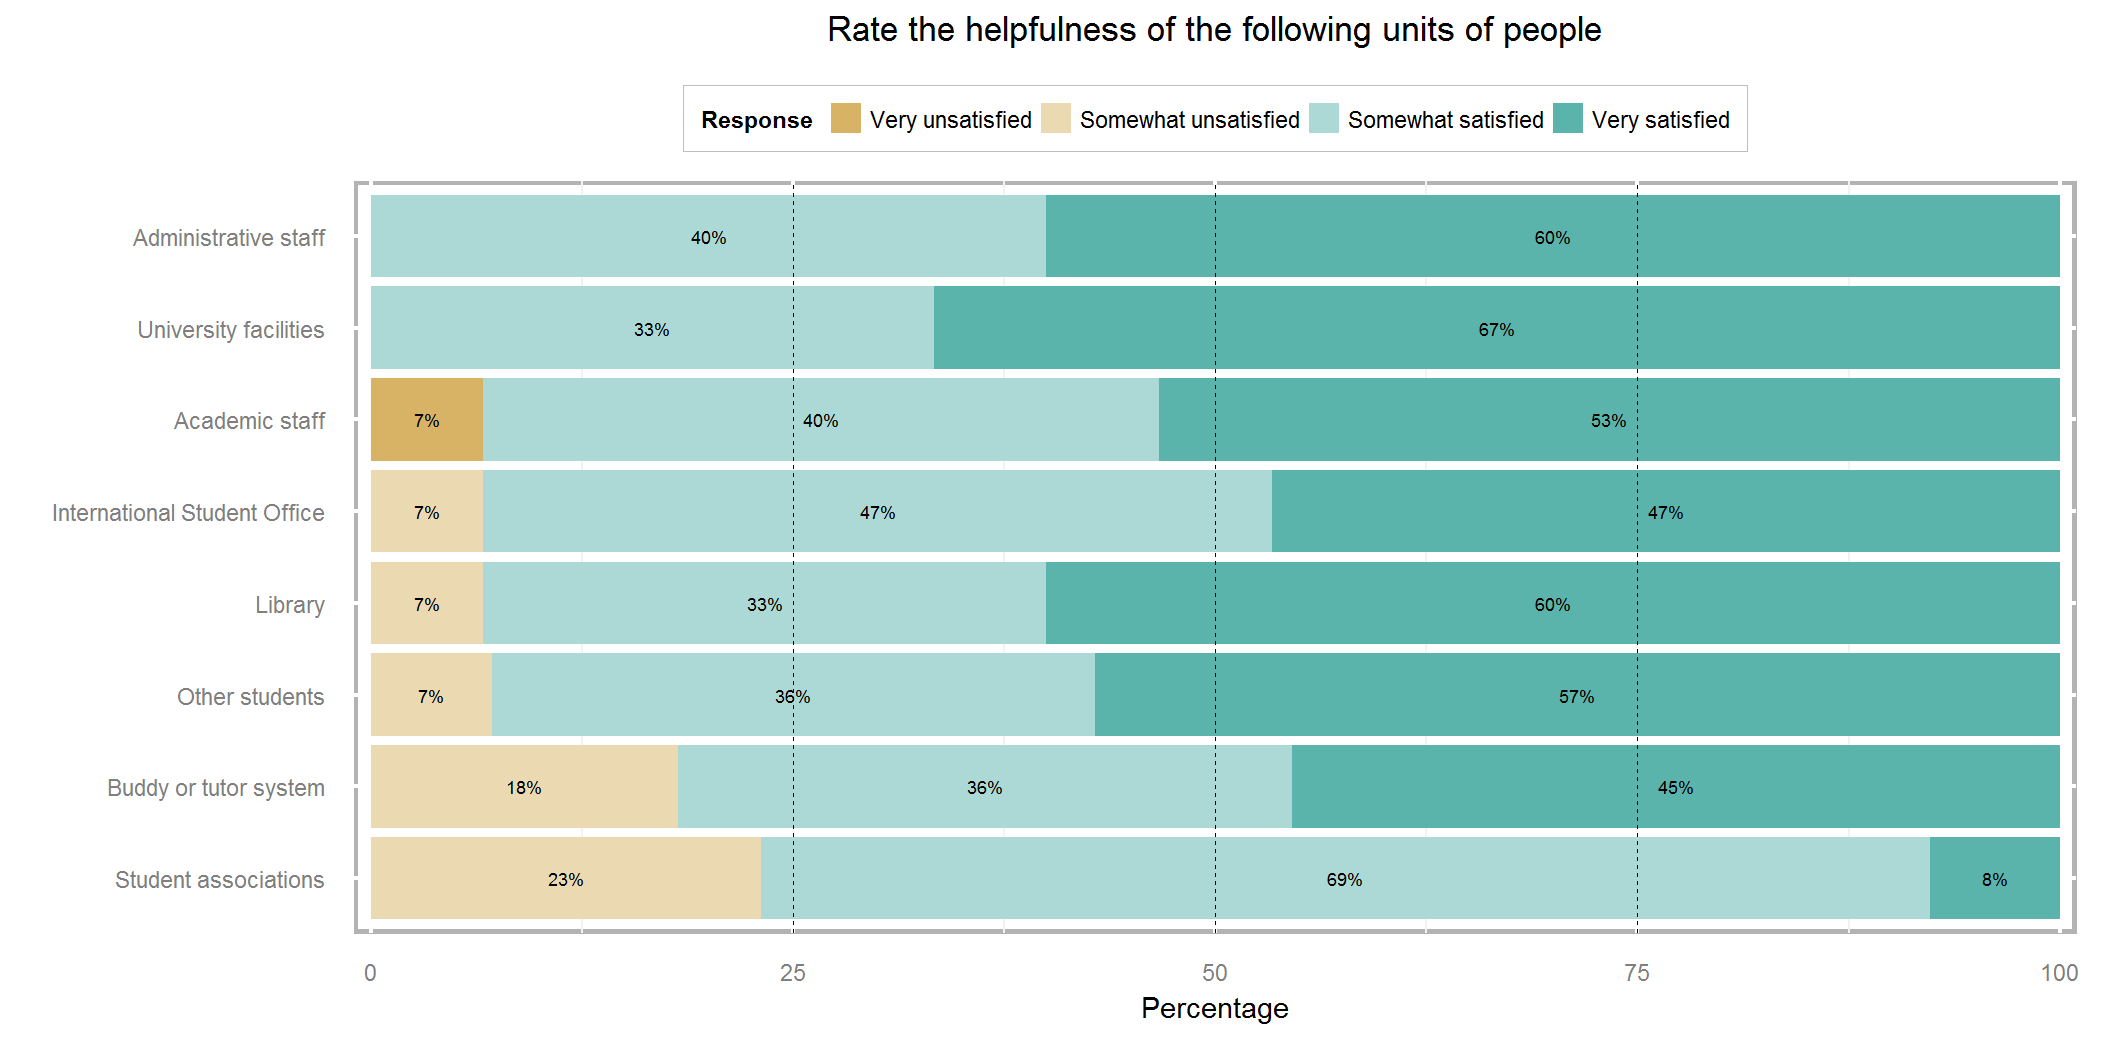 Rate the helpfulness of the following units of people
Response Very unsatisfied Somewhat unsatisfied Somewhat satisfied Very satisfied
Administrative staff 40% 60%
University facilities 33% 67%
Academic staff 7% 40% 53%
International Student Office 7% 47% 47%
Library 7% 33% 60%
Other students 7% 36% 57%
Buddy or tutor system 18% 36% 45%
Student associations 23% 69% 8%
0 25 50 75 100
Percentage